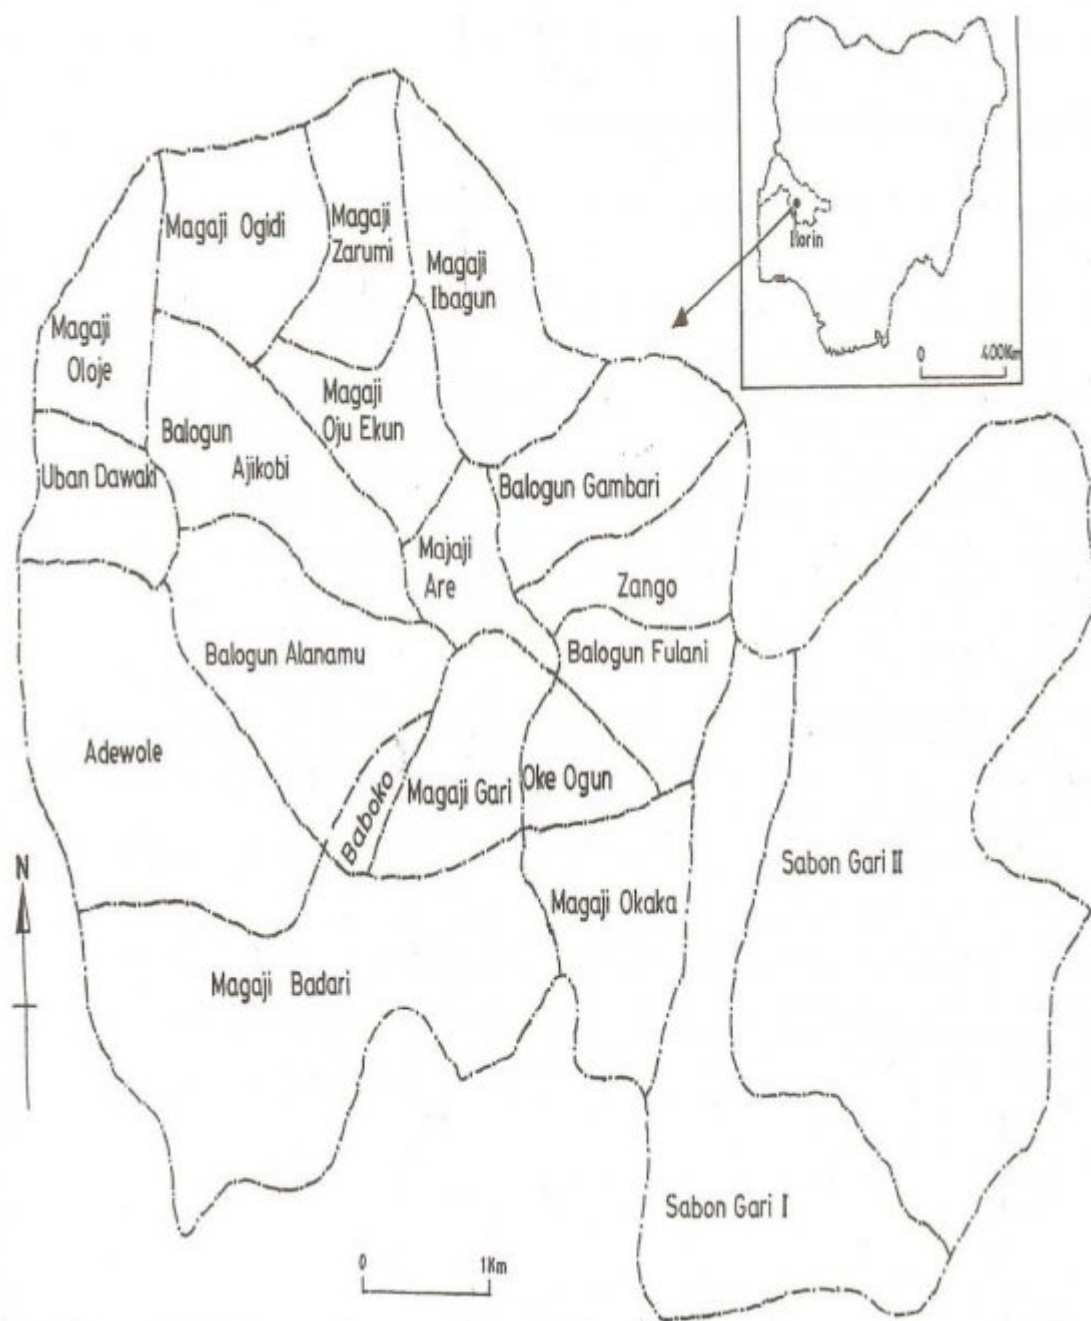 Magaji Ogidi
Magaji
Zarumi
Magaji
Ibagun
Ilorin
0 400Km
Magaji
Oloje
Magaji
Oju Ekun
Balogun
Ajikobi
Uban Dawaki
Balogun Gambari
Majaji
Are
Zango
Balogun Alanamu
Balogun Fulani
Adewole
Baboko
Magaji Gari
Oke Ogun
N
Sabon Gari II
Magaji Okaka
Magaji Badari
Sabon Gari I
0 1Km